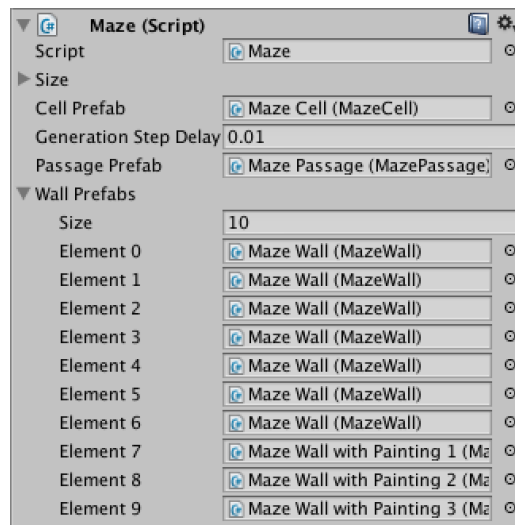 Maze (Script)
Script Maze
Size
Cell Prefab Maze Cell (MazeCell)
Generation Step Delay 0.01
Passage Prefab Maze Passage (MazePassage)
Wall Prefabs
Size 10
Element 0 Maze Wall (MazeWall)
Element 1 Maze Wall (MazeWall)
Element 2 Maze Wall (MazeWall)
Element 3 Maze Wall (MazeWall)
Element 4 Maze Wall (MazeWall)
Element 5 Maze Wall (MazeWall)
Element 6 Maze Wall (MazeWall)
Element 7 Maze Wall with Painting 1 (Ma
Element 8 Maze Wall with Painting 2 (Ma
Element 9 Maze Wall with Painting 3 (Ma